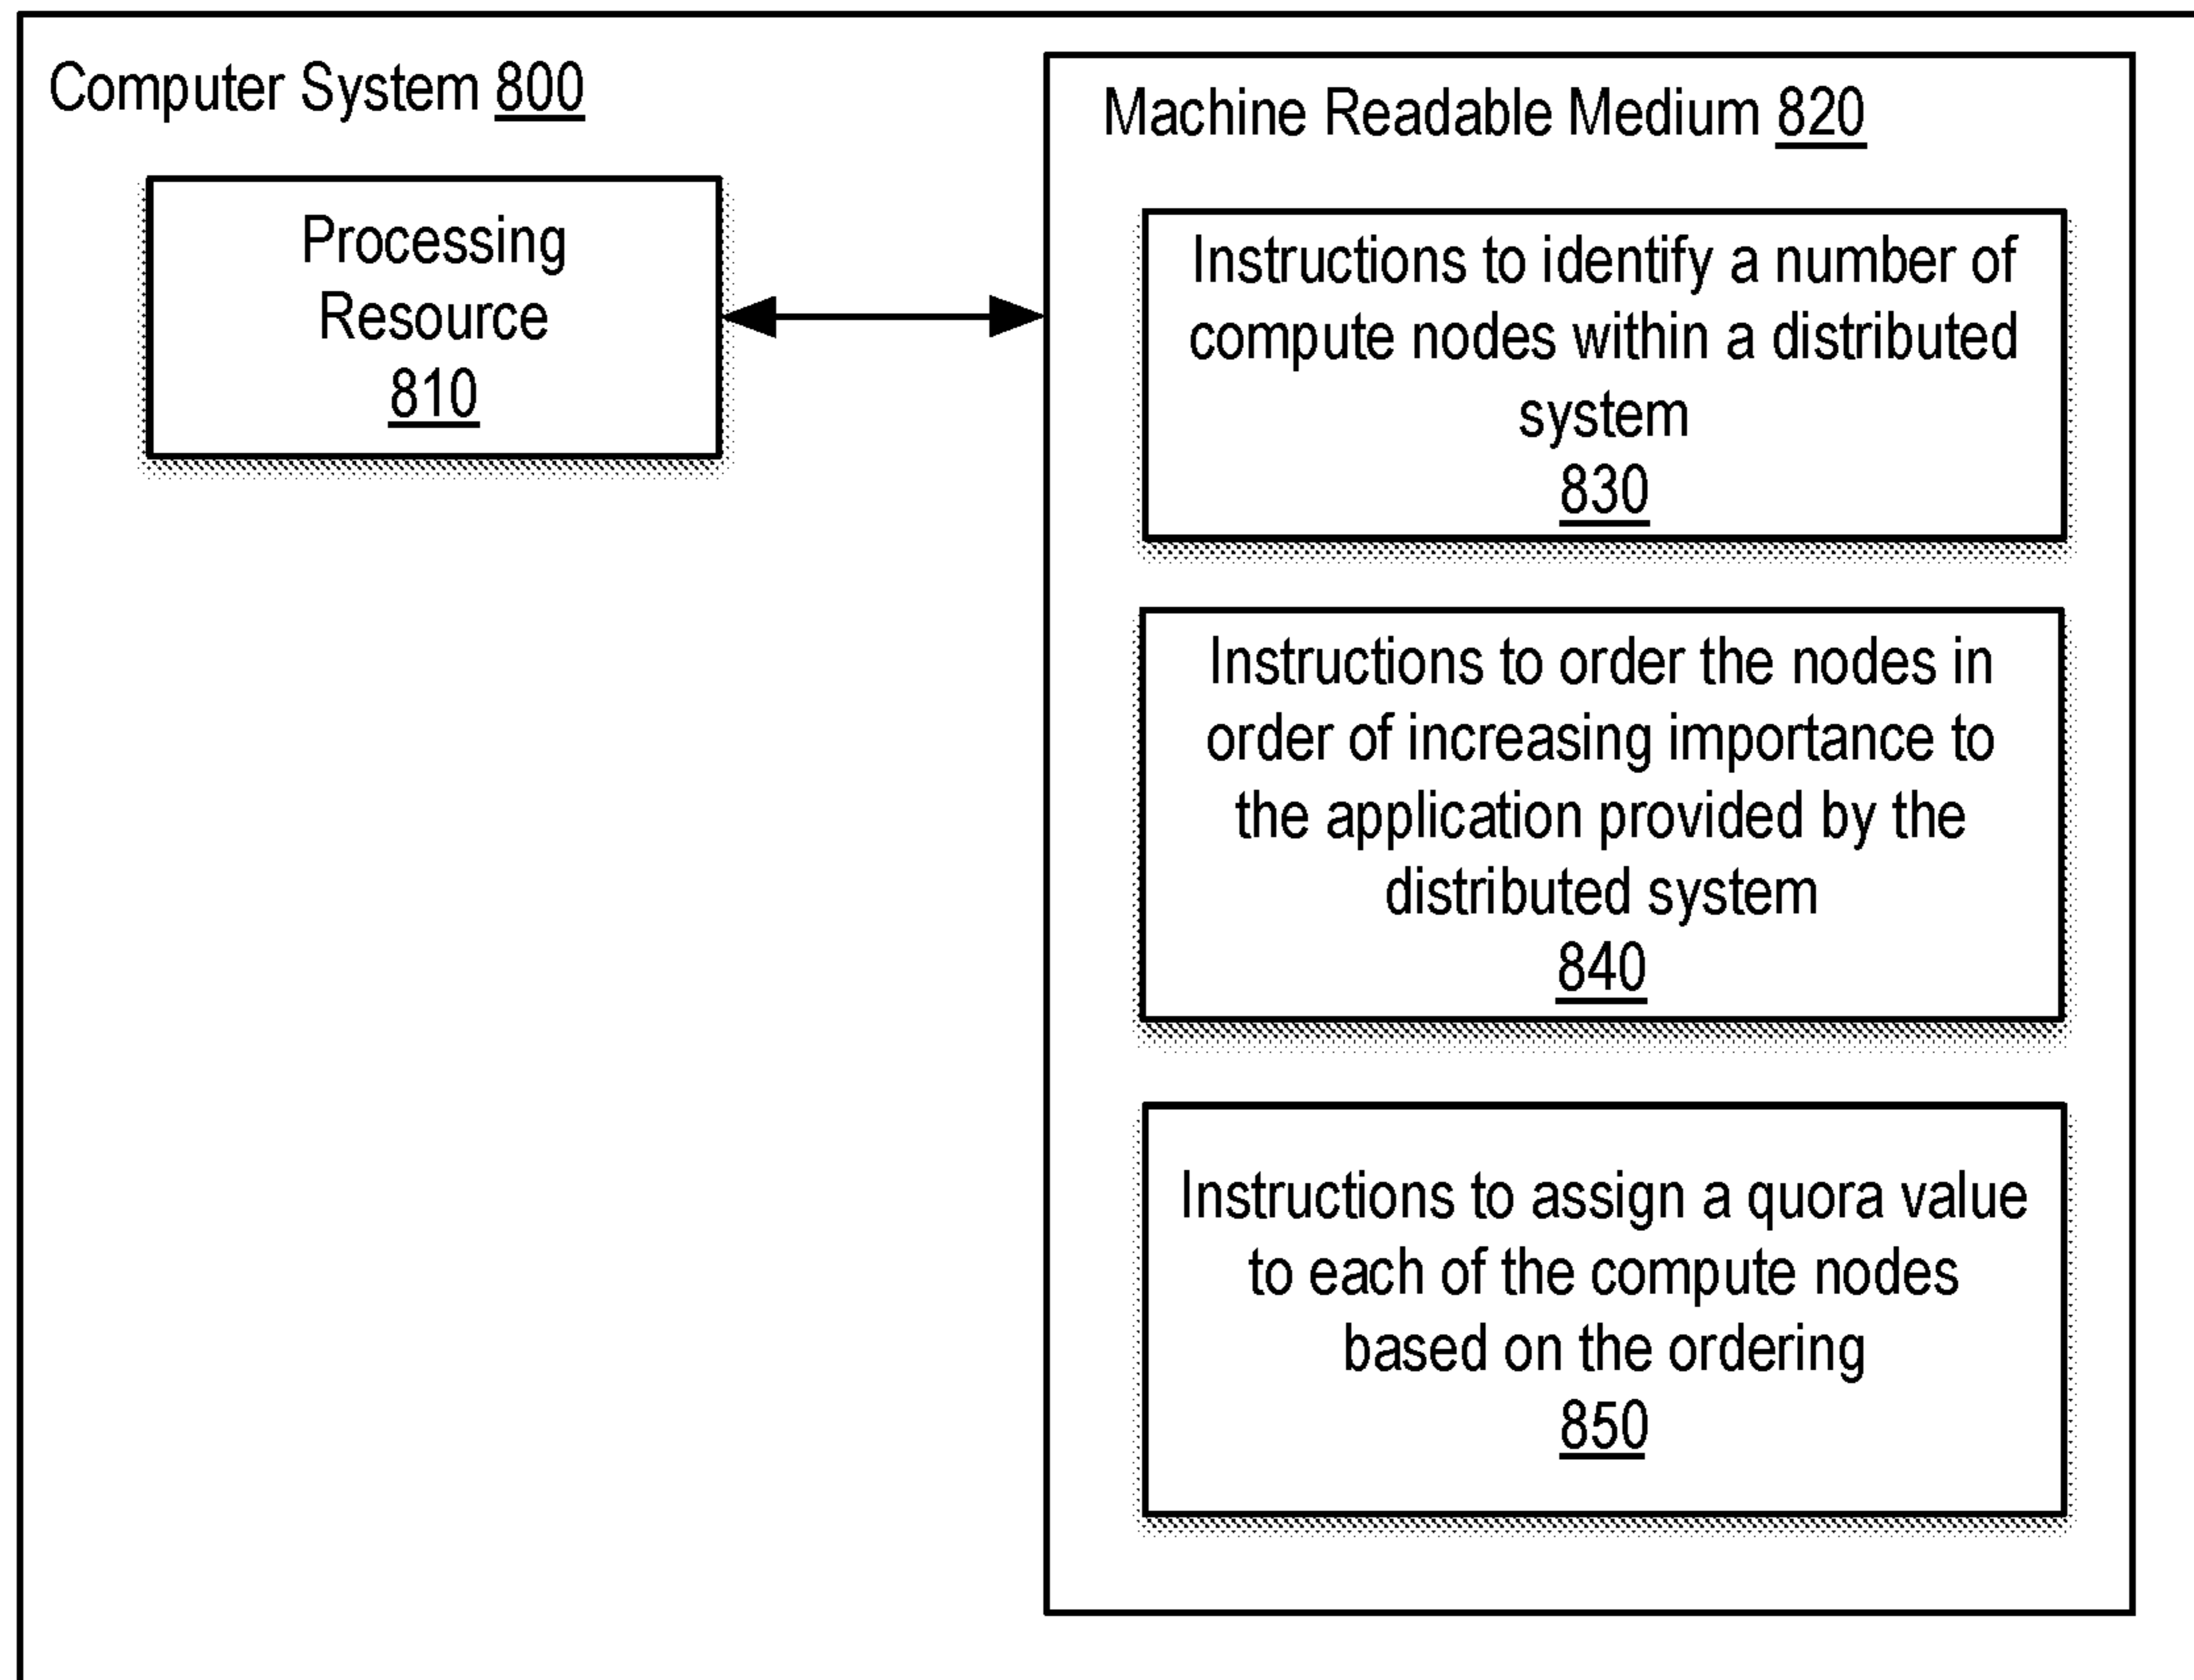 Computer System 800
Processing
Resource
810
Machine Readable Medium 820
Instructions to identify a number of
compute nodes within a distributed
system
830
Instructions to order the nodes in
order of increasing importance to
the application provided by the
distributed system
840
Instructions to assign a quora value
to each of the compute nodes
based on the ordering
850